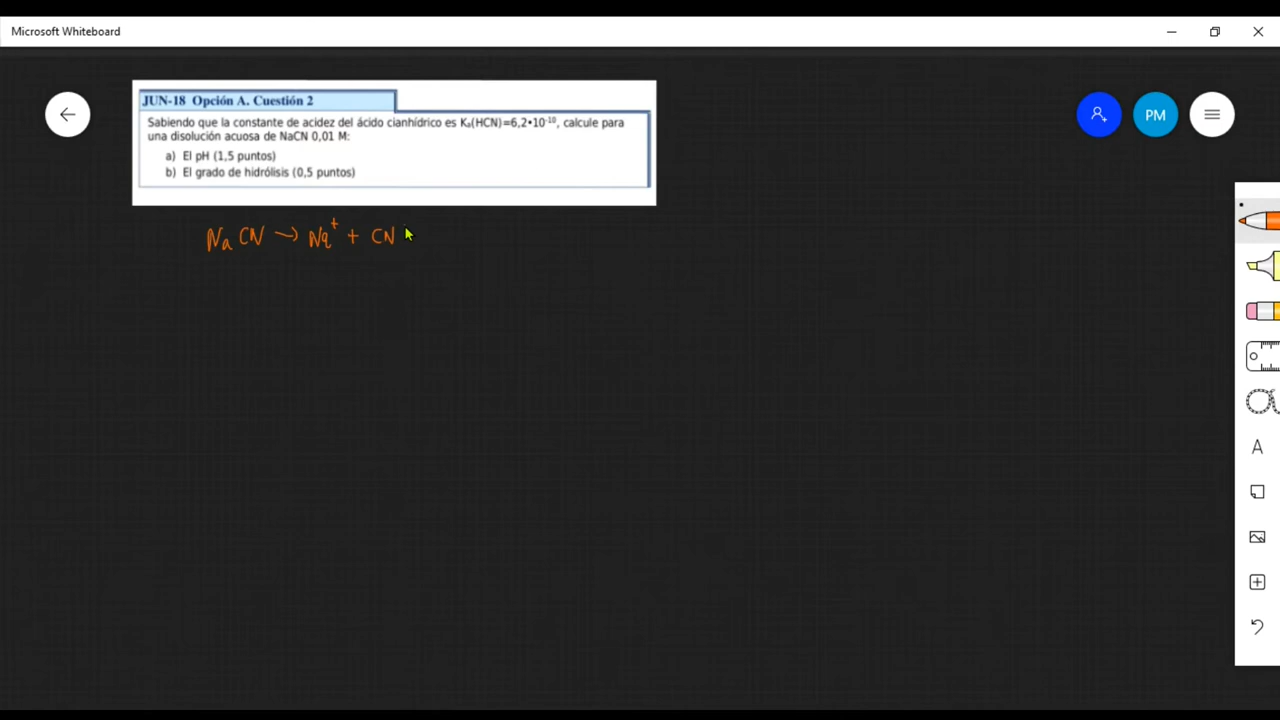 Microsoft Whiteboard
JUN-18 Opción A. Cuestión 2
Sabiendo que la constante de acidez del ácido cianhídrico es Kₐ(HCN)=6,2•10⁻¹⁰, calcule para
una disolución acuosa de NaCN 0,01 M:
a) El pH (1,5 puntos)
b) El grado de hidrólisis (0,5 puntos)
NaCN → Na⁺ + CN
PM
A